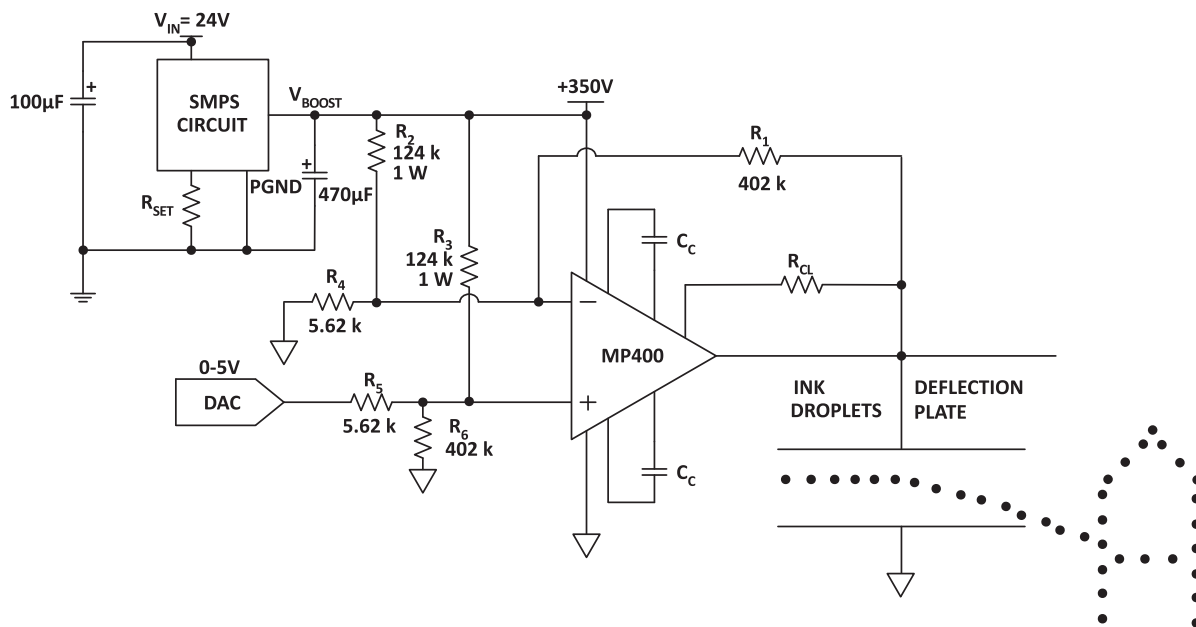 V_IN= 24V
100µF
+
SMPS
CIRCUIT
V_BOOST
+350V
R_2
124 k
1 W
R_1
402 k
+
PGND
470µF
R_SET
R_3
124 k
1 W
C_C
R_CL
R_4
5.62 k
−
MP400
0-5V
DAC
R_5
5.62 k
+
R_6
402 k
INK
DROPLETS
DEFLECTION
PLATE
C_C